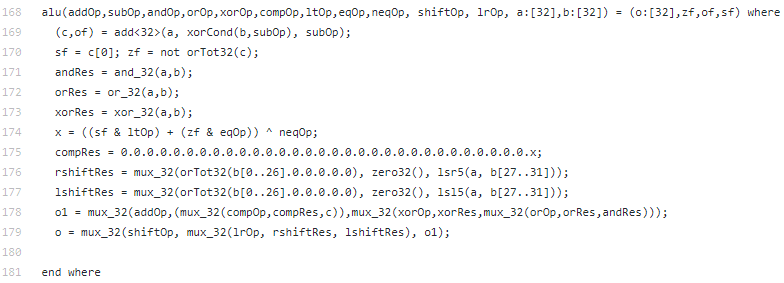 168 alu(addOp,subOp,andOp,orOp,xorOp,compOp,ltOp,eqOp,neqOp, shiftOp, lrOp, a:[32],b:[32]) = (o:[32],zf,of,sf) where
169 (c,of) = add<32>(a, xorCond(b,subOp), subOp);
170 sf = c[0]; zf = not orTot32(c);
171 andRes = and_32(a,b);
172 orRes = or_32(a,b);
173 xorRes = xor_32(a,b);
174 x = ((sf & ltOp) + (zf & eqOp)) ^ neqOp;
175 compRes = 0.0.0.0.0.0.0.0.0.0.0.0.0.0.0.0.0.0.0.0.0.0.0.0.0.0.0.0.0.0.0.x;
176 rshiftRes = mux_32(orTot32(b[0..26].0.0.0.0.0), zero32(), lsr5(a, b[27..31]));
177 lshiftRes = mux_32(orTot32(b[0..26].0.0.0.0.0), zero32(), lsl5(a, b[27..31]));
178 o1 = mux_32(addOp,(mux_32(compOp,compRes,c)),mux_32(xorOp,xorRes,mux_32(orOp,orRes,andRes)));
179 o = mux_32(shiftOp, mux_32(lrOp, rshiftRes, lshiftRes), o1);
180
181 end where